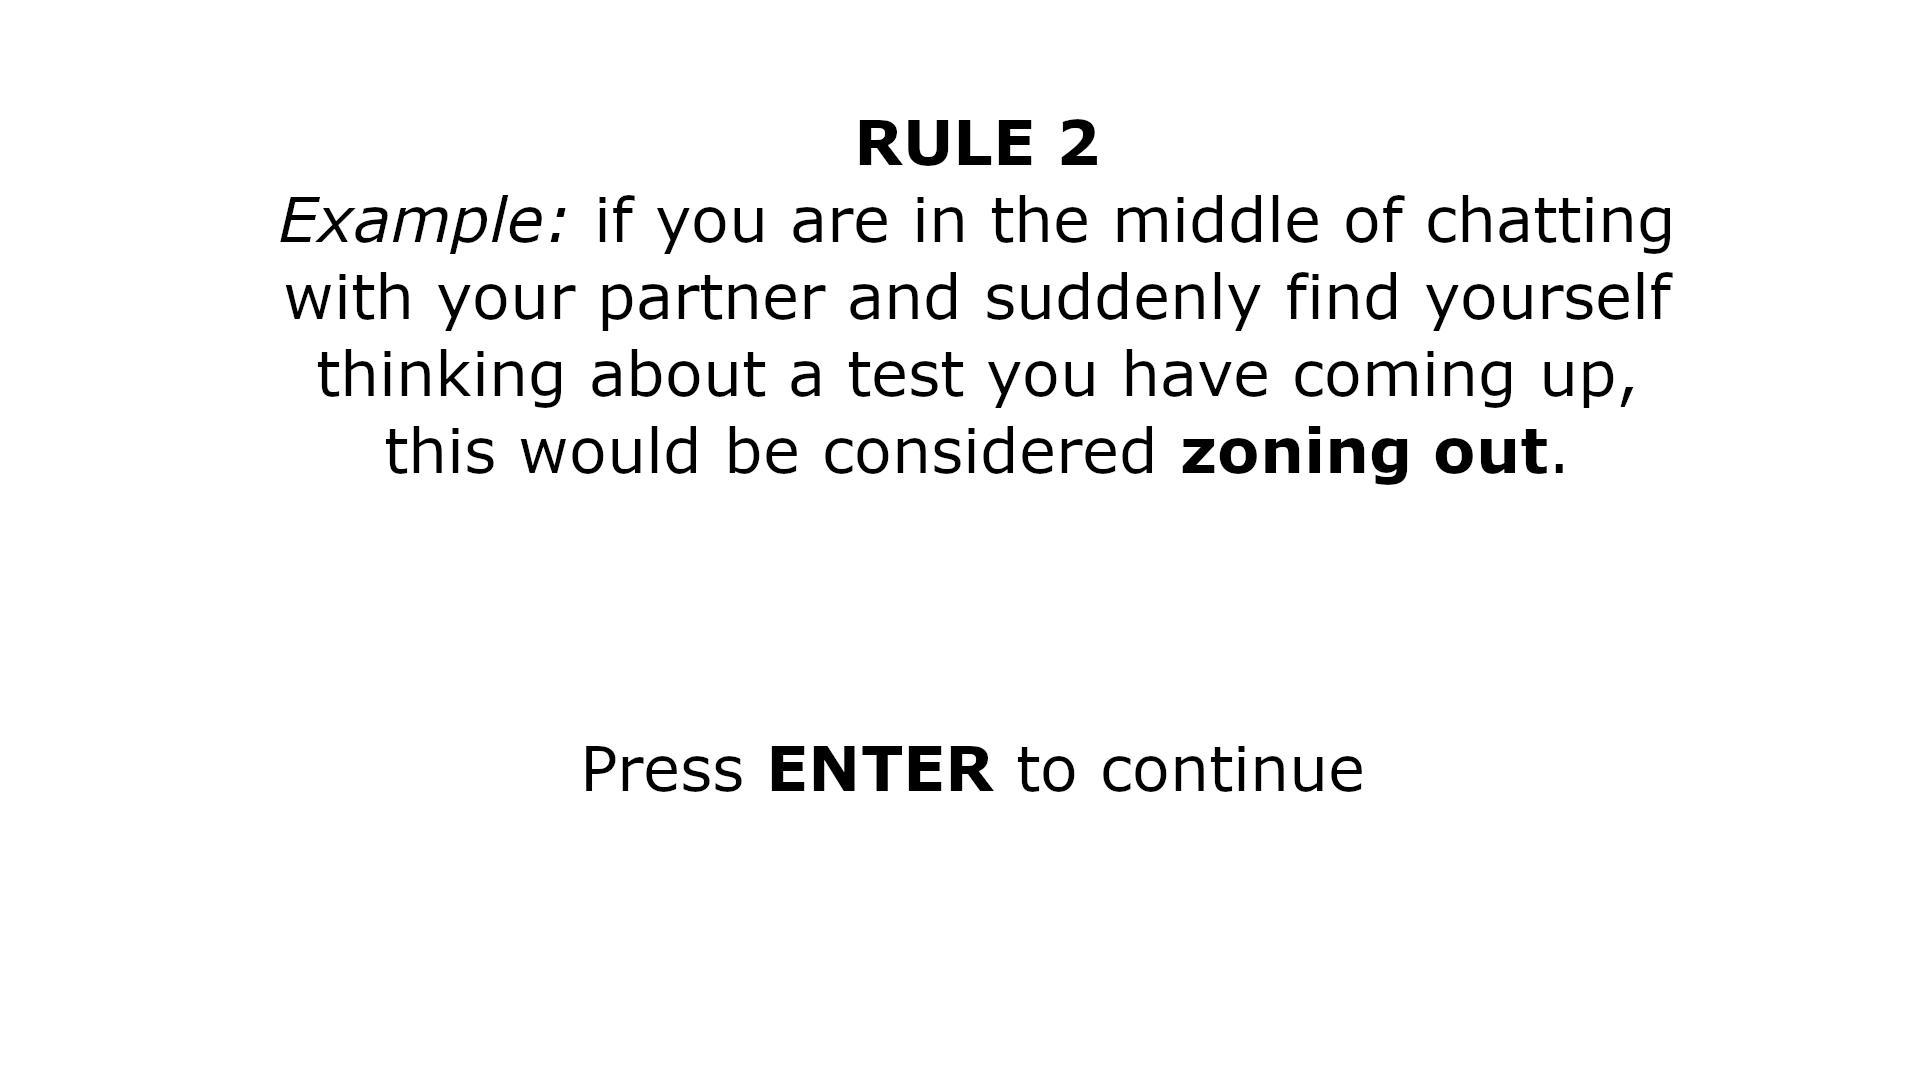 RULE 2
Example: if you are in the middle of chatting
with your partner and suddenly find yourself
thinking about a test you have coming up,
this would be considered zoning out.
Press ENTER to continue